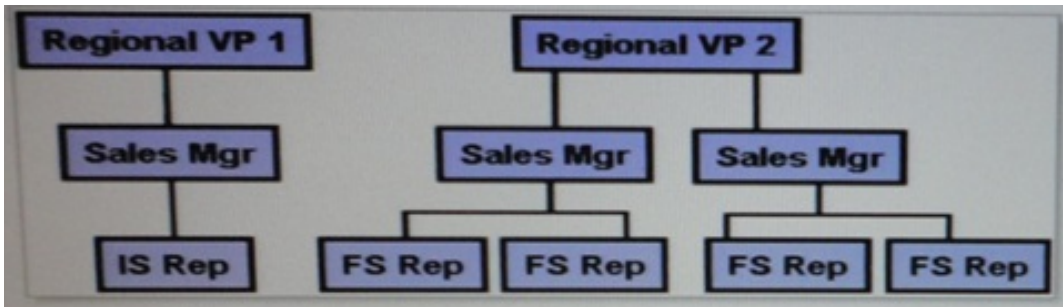 Regional VP 1
Regional VP 2
Sales Mgr
Sales Mgr
Sales Mgr
IS Rep
FS Rep
FS Rep
FS Rep
FS Rep